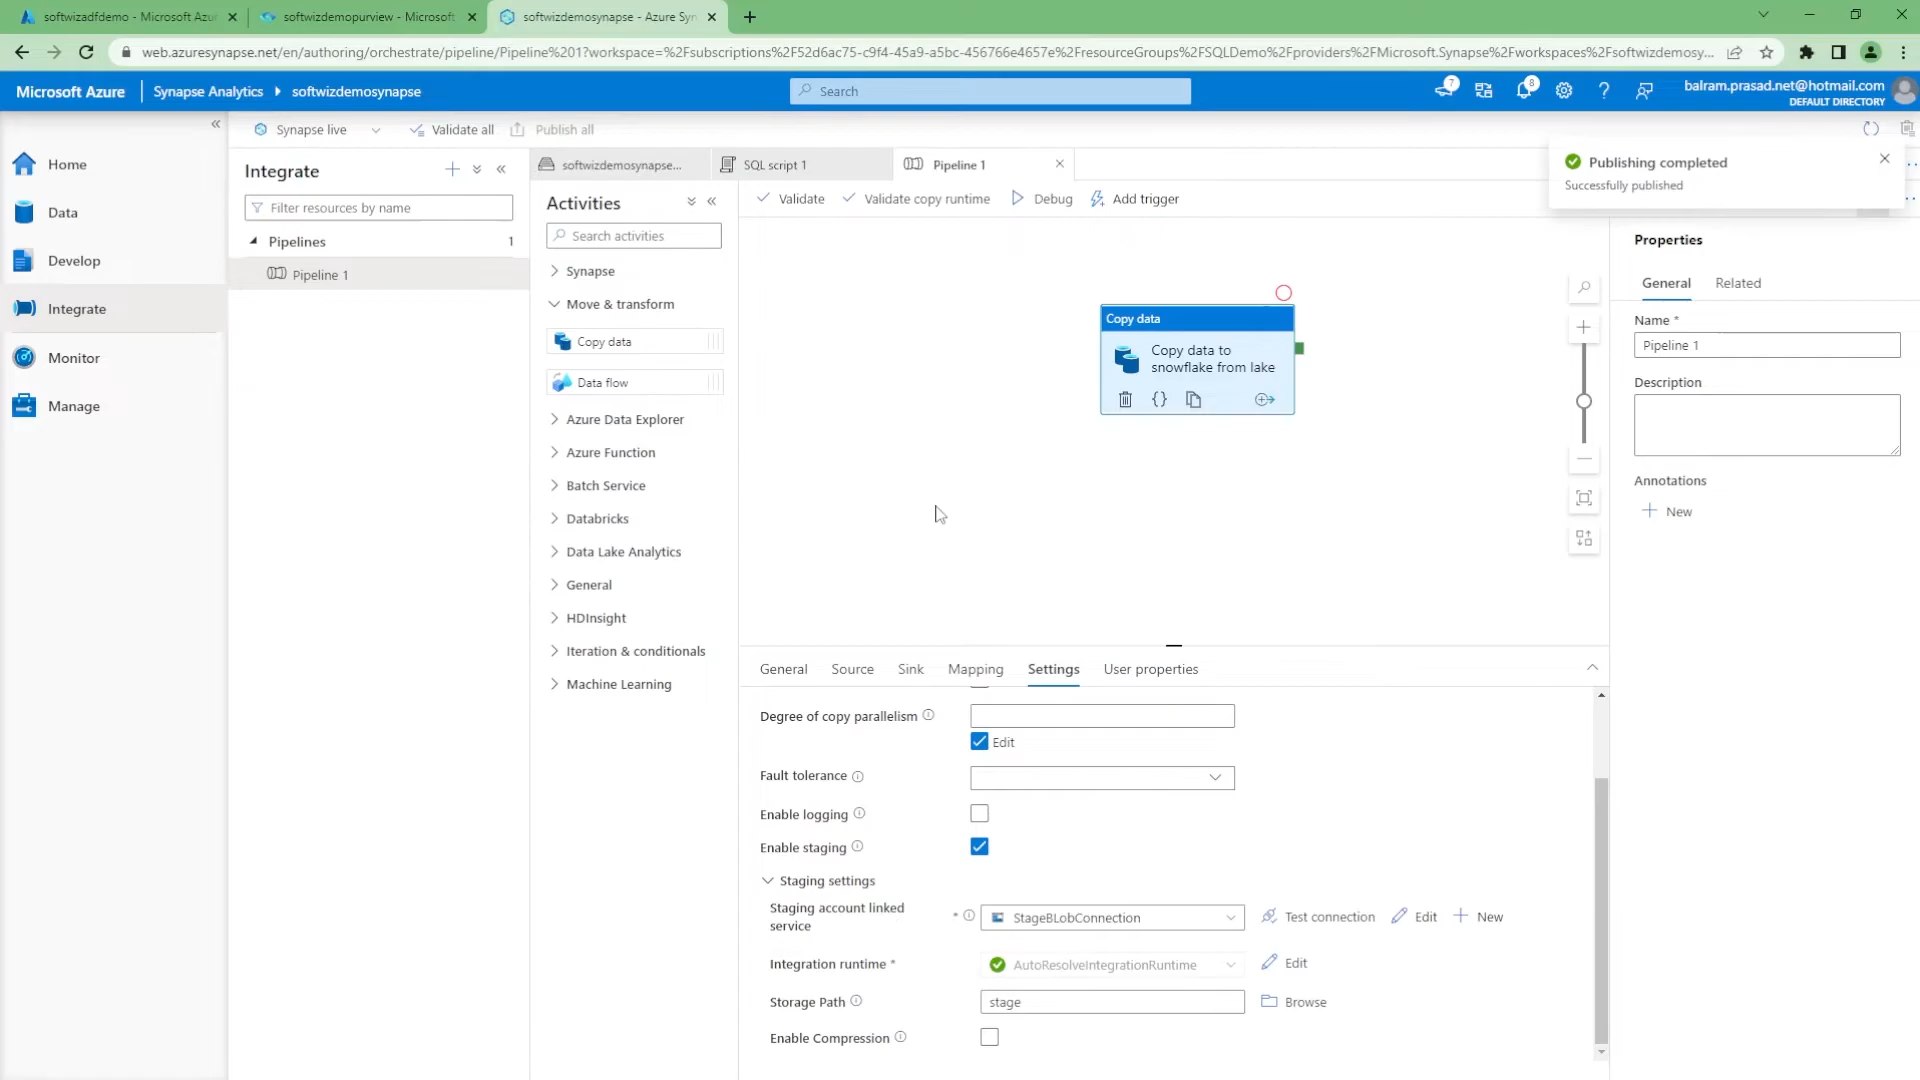 softwizadfdemo - Microsoft Azu
softwizdemopurview - Microsoft
softwizdemosynapse - Azure Syn
web.azuresynapse.net/en/authoring/orchestrate/pipeline/Pipeline%201?workspace=%2Fsubscriptions%2F52d6ac75-c9f4-45a9-a5bc-456766e4657e%2FresourceGroups%2FSQLDemo%2Fproviders%2FMicrosoft.Synapse%2Fworkspaces%2Fsoftwizdemosy...
Microsoft Azure
Synapse Analytics
softwizdemosynapse
Search
7
8
balram.prasad.net@hotmail.com
DEFAULT DIRECTORY
Synapse live
Validate all
Publish all
Home
Data
Develop
Integrate
Monitor
Manage
Integrate
Filter resources by name
Pipelines
1
Pipeline 1
softwizdemosynapse...
SQL script 1
Pipeline 1
Publishing completed
Successfully published
Activities
Search activities
Synapse
Move & transform
Copy data
Data flow
Azure Data Explorer
Azure Function
Batch Service
Databricks
Data Lake Analytics
General
HDInsight
Iteration & conditionals
Machine Learning
Validate
Validate copy runtime
Debug
Add trigger
Copy data
Copy data to
snowflake from lake
{}
Properties
General
Related
Name *
Pipeline 1
Description
Annotations
New
General
Source
Sink
Mapping
Settings
User properties
Degree of copy parallelism
Edit
Fault tolerance
Enable logging
Enable staging
Staging settings
Staging account linked
service
*
StageBLobConnection
Test connection
Edit
New
Integration runtime *
AutoResolveIntegrationRuntime
Edit
Storage Path
stage
Browse
Enable Compression